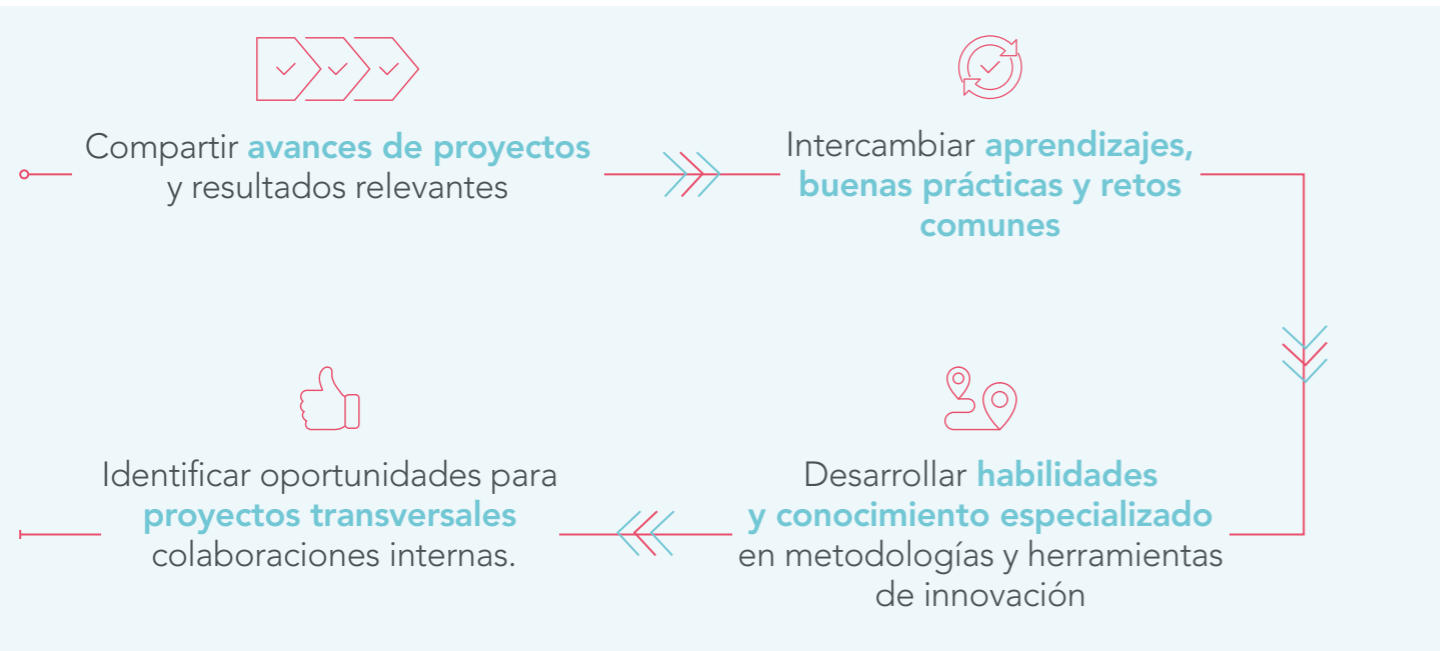 Compartir avances de proyectos
y resultados relevantes
Intercambiar aprendizajes,
buenas prácticas y retos
comunes
Desarrollar habilidades
y conocimiento especializado
en metodologías y herramientas
de innovación
Identificar oportunidades para
proyectos transversales
colaboraciones internas.